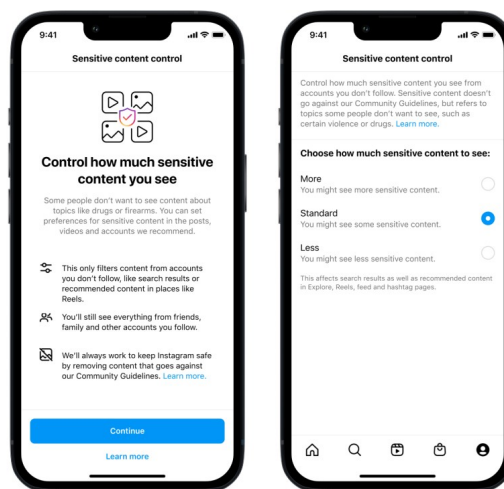 9:41
Sensitive content control
Control how much sensitive
content you see
Some people don't want to see content about
topics like drugs or firearms. You can set
preferences for sensitive content in the posts,
videos and accounts we recommend.
This only filters content from accounts
you don't follow, like search results or
recommended content in places like
Reels.
You'll still see everything from friends,
family and other accounts you follow.
We'll always work to keep Instagram safe
by removing content that goes against
our Community Guidelines. Learn more.
Continue
Learn more
9:41
Sensitive content control
Control how much sensitive content you see from
accounts you don't follow. Sensitive content doesn't
go against our Community Guidelines, but refers to
topics some people don't want to see, such as
certain violence or drugs. Learn more.
Choose how much sensitive content to see:
More
You might see more sensitive content.
Standard
You might see some sensitive content.
Less
You might see less sensitive content.
This affects search results as well as recommended content
in Explore, Reels, feed and hashtag pages.